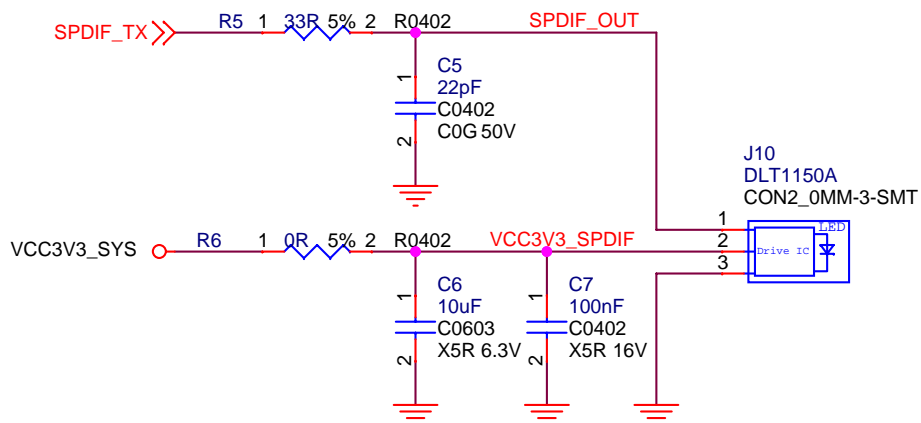 SPDIF_TX
R5 1 33R 5% 2 R0402
SPDIF_OUT
1
C5
22pF
C0402
C0G 50V
2
J10
DLT1150A
CON2_0MM-3-SMT
1
2
3
LED
Drive IC
VCC3V3_SYS
R6 1 0R 5% 2 R0402
VCC3V3_SPDIF
1
C6
10uF
C0603
X5R 6.3V
2
1
C7
100nF
C0402
X5R 16V
2